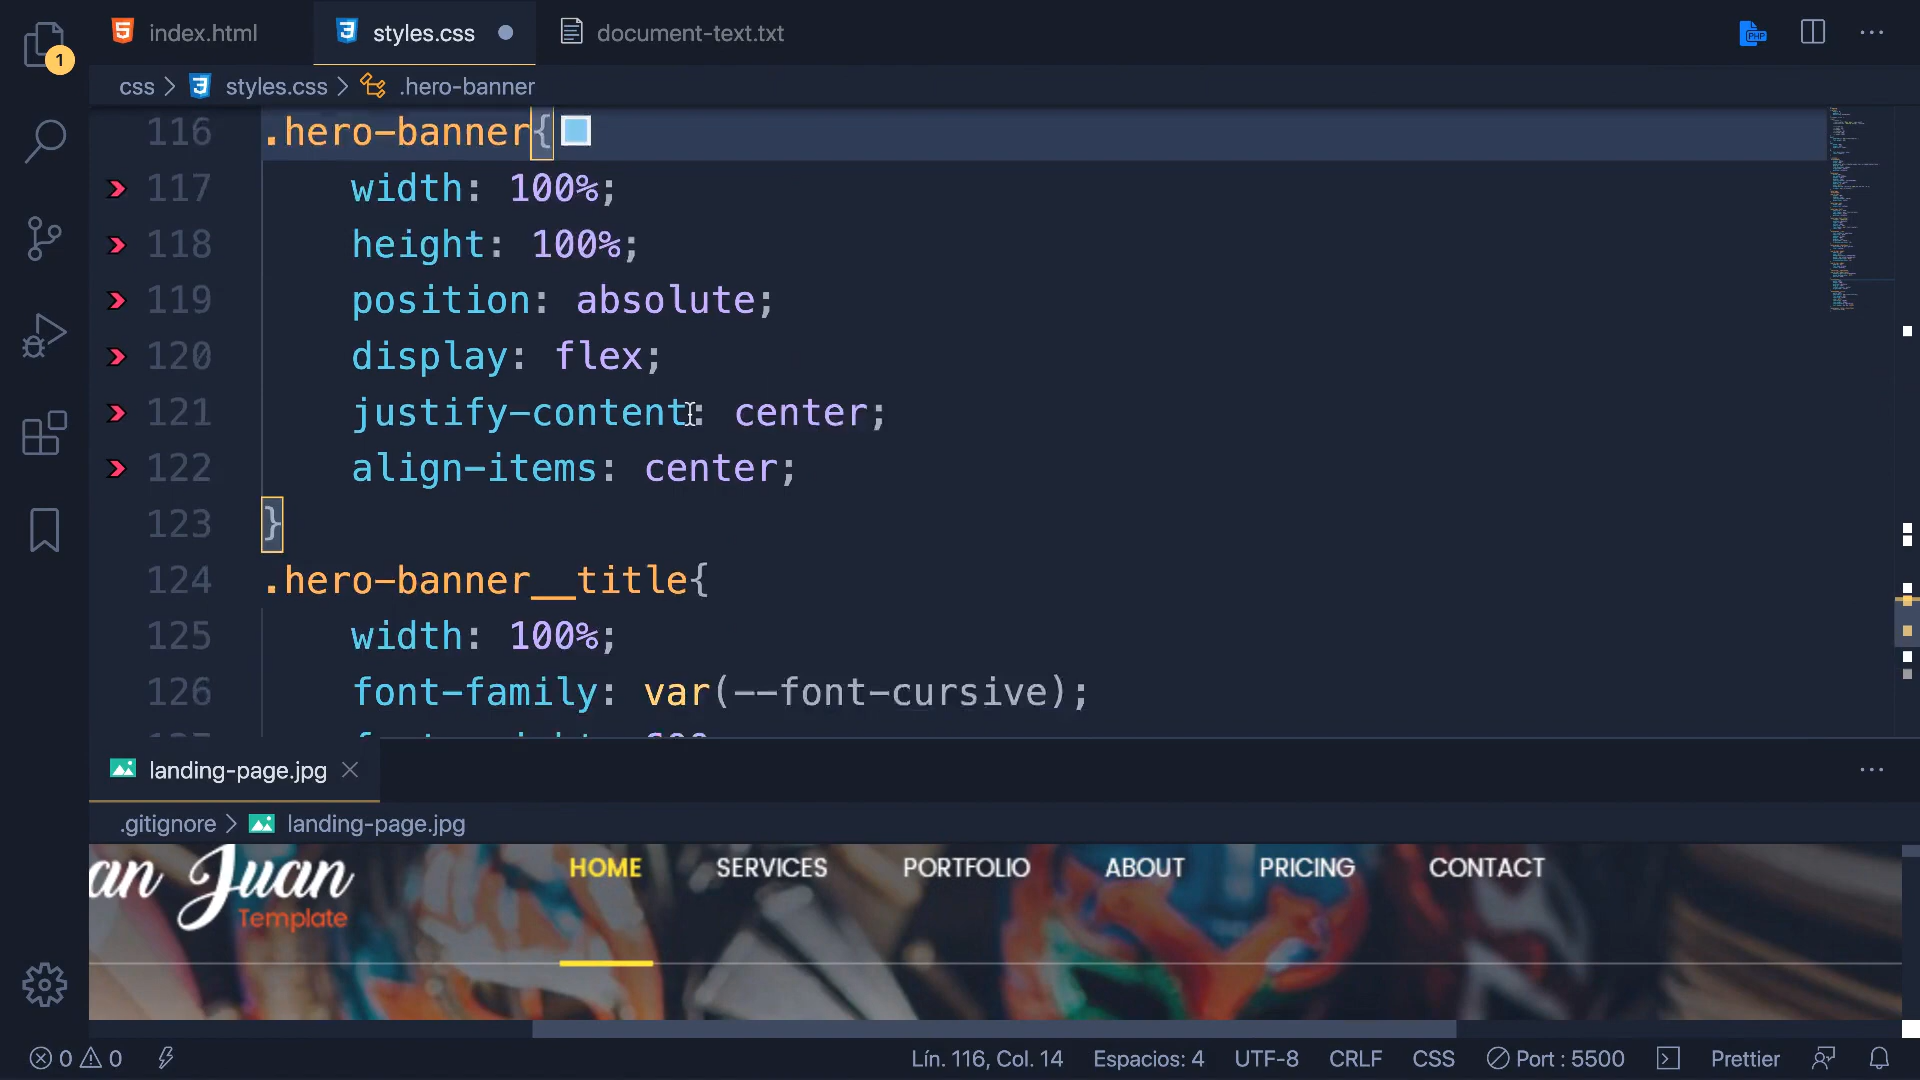 index.html
styles.css
document-text.txt
PHP
1
css > styles.css > .hero-banner
116 .hero-banner{
117 width: 100%;
118 height: 100%;
119 position: absolute;
120 display: flex;
121 justify-content: center;
122 align-items: center;
123 }
124 .hero-banner__title{
125 width: 100%;
126 font-family: var(--font-cursive);
landing-page.jpg
.gitignore > landing-page.jpg
an Juan
Template
HOME SERVICES PORTFOLIO ABOUT PRICING CONTACT
0 0 Lín. 116, Col. 14 Espacios: 4 UTF-8 CRLF CSS Port : 5500 Prettier